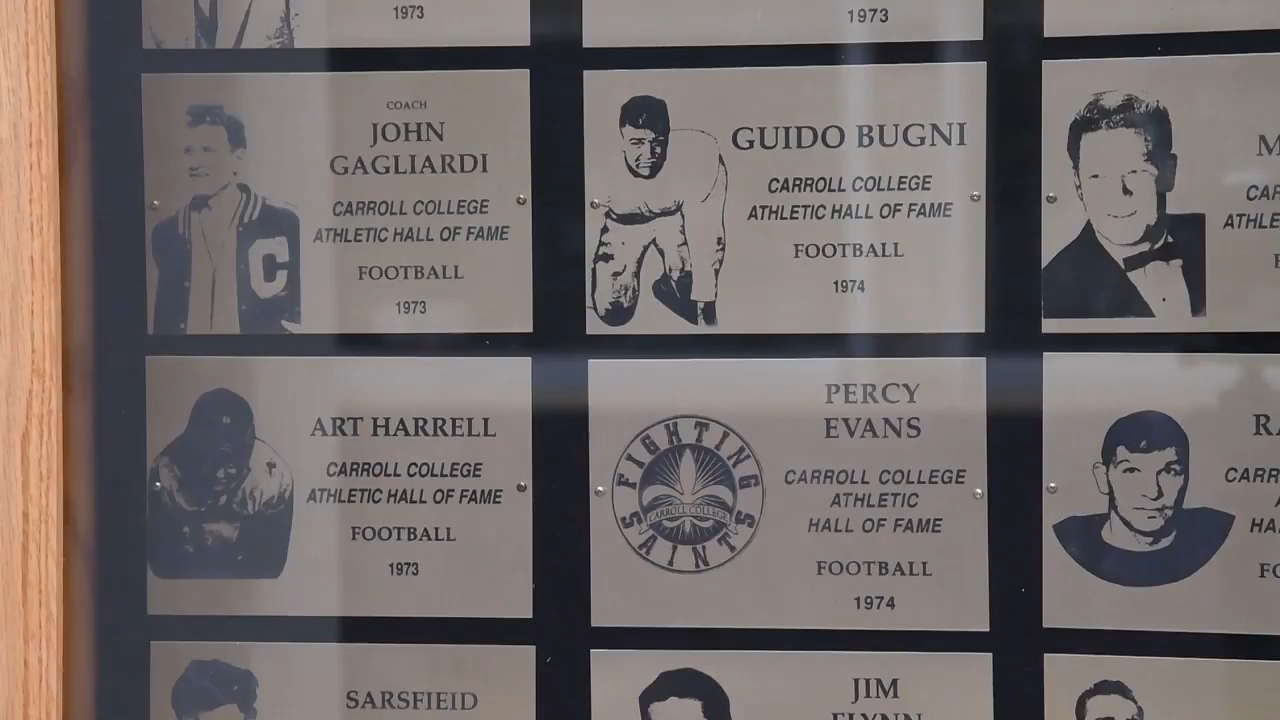 1973
1973
COACH
JOHN
GAGLIARDI
CARROLL COLLEGE
ATHLETIC HALL OF FAME
FOOTBALL
1973
C
GUIDO BUGNI
CARROLL COLLEGE
ATHLETIC HALL OF FAME
FOOTBALL
1974
ART HARRELL
CARROLL COLLEGE
ATHLETIC HALL OF FAME
FOOTBALL
1973
FIGHTING
SAINTS
CARROLL COLLEGE
PERCY
EVANS
CARROLL COLLEGE
ATHLETIC
HALL OF FAME
FOOTBALL
1974
SARSFIEID
JIM
FLYNN